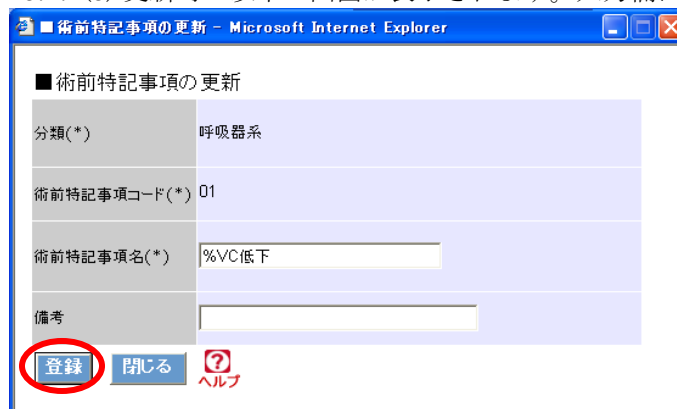 ■術前特記事項の更新 - Microsoft Internet Explorer
■術前特記事項の更新
分類(*) 呼吸器系
術前特記事項コード(*) 01
術前特記事項名(*) %VC低下
備考
登録 閉じる ヘルプ